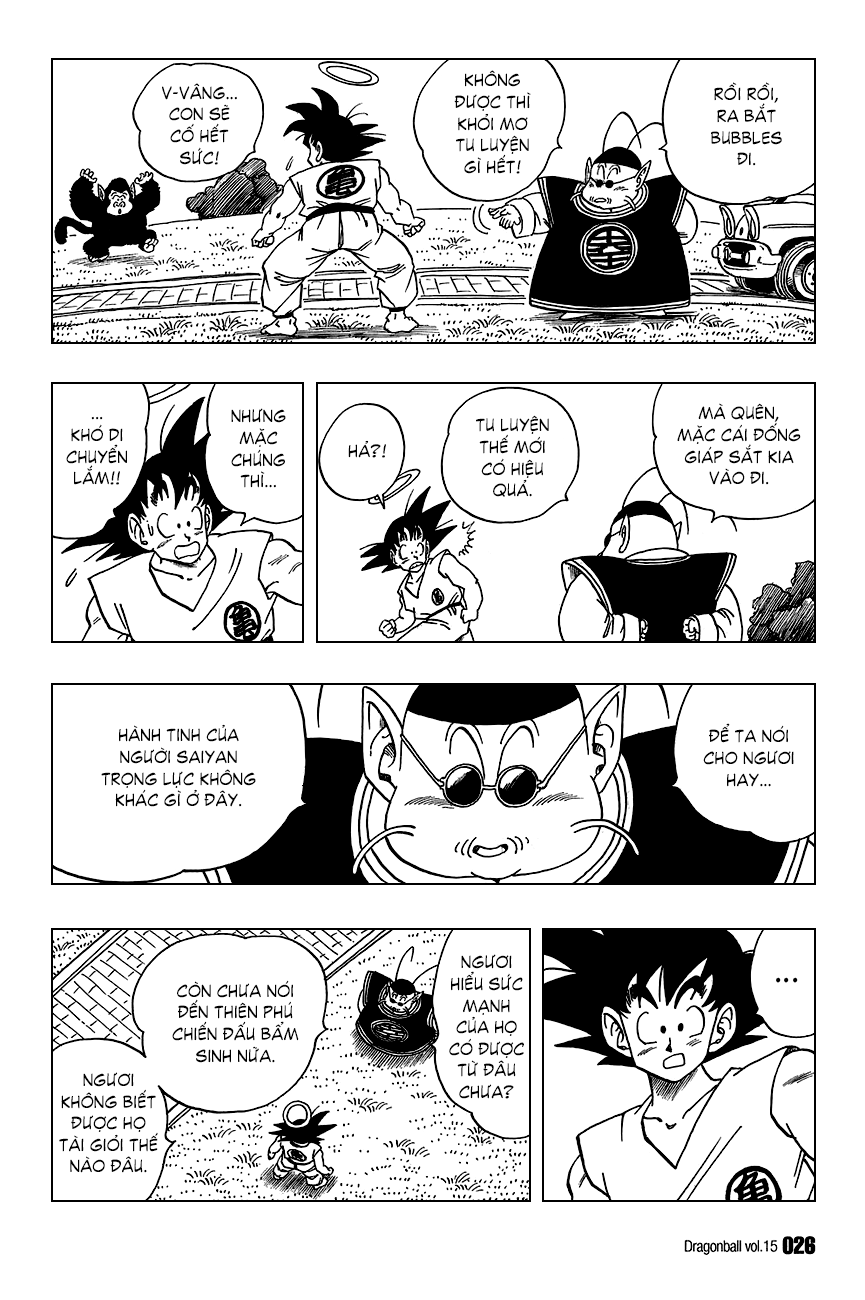 RỒI RỒI,
RA BẮT
BUBBLES
ĐI.
KHÔNG
ĐƯỢC THÌ
KHỎI MƠ
TU LUYỆN
GÌ HẾT!
V-VÂNG...
CON SẼ
CỐ HẾT
SỨC!
亀
MÀ QUÊN,
MẶC CÁI ĐỐNG
GIÁP SẮT KIA
VÀO ĐI.
TU LUYỆN
THẾ MỚI
CÓ HIỆU
QUẢ.
HẢ?!
NHƯNG
MẶC
CHÚNG
THÌ...
...
KHÓ DI
CHUYỂN
LẮM!!
亀
ĐỂ TA NÓI
CHO NGƯƠI
HAY...
HÀNH TINH CỦA
NGƯỜI SAIYAN
TRỌNG LỰC KHÔNG
KHÁC GÌ Ở ĐÂY.
...
亀
NGƯƠI
HIỂU SỨC
MẠNH
CỦA HỌ
CÓ ĐƯỢC
TỪ ĐÂU
CHƯA?
CÒN CHƯA NÓI
ĐẾN THIÊN PHÚ
CHIẾN ĐẤU BẨM
SINH NỮA.
NGƯƠI
KHÔNG BIẾT
ĐƯỢC HỌ
TÀI GIỎI THẾ
NÀO ĐÂU.
Dragonball vol.15 026